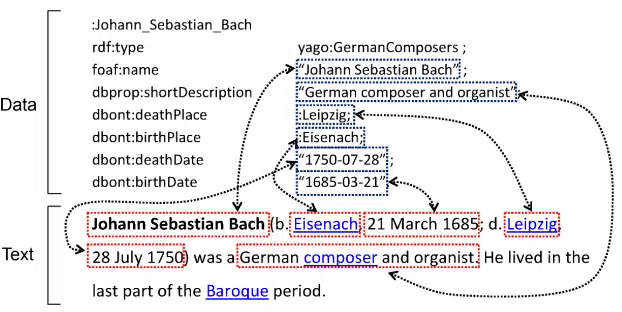 :Johann_Sebastian_Bach
rdf:type yago:GermanComposers ;
foaf:name “Johann Sebastian Bach” ;
dbprop:shortDescription “German composer and organist”
Data
dbont:deathPlace :Leipzig;
dbont:birthPlace :Eisenach;
dbont:deathDate “1750-07-28” ;
dbont:birthDate “1685-03-21”
Johann Sebastian Bach (b. Eisenach, 21 March 1685; d. Leipzig,
Text
28 July 1750) was a German composer and organist. He lived in the
last part of the Baroque period.